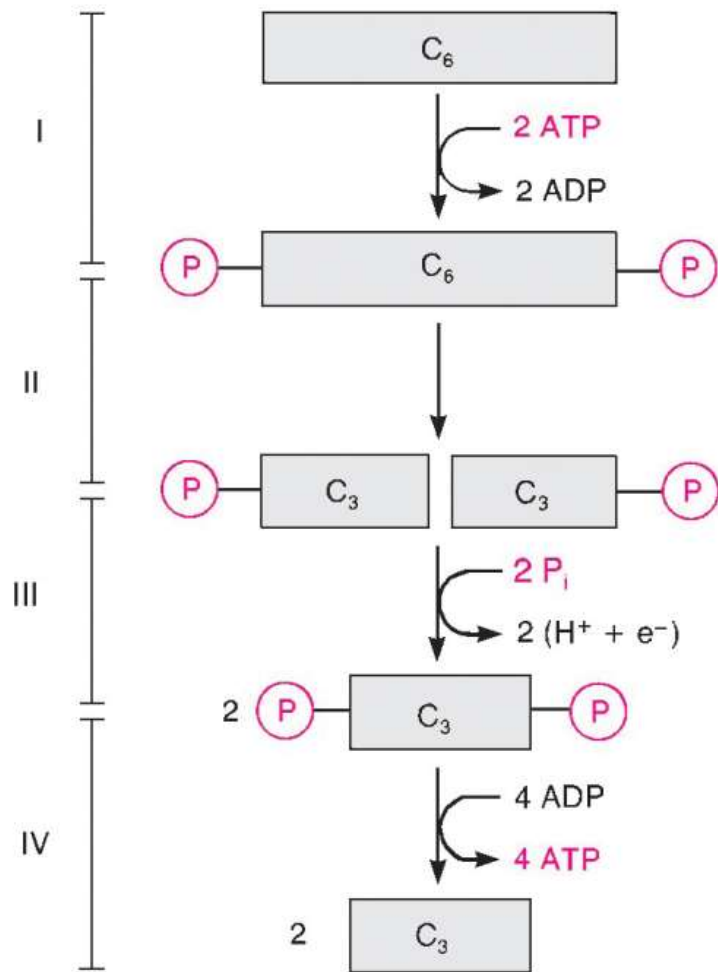 C₆
I
2 ATP
2 ADP
P C₆ P
II
P C₃ C₃ P
III
2 Pᵢ
2 (H⁺ + e⁻)
2 P C₃ P
IV
4 ADP
4 ATP
2 C₃